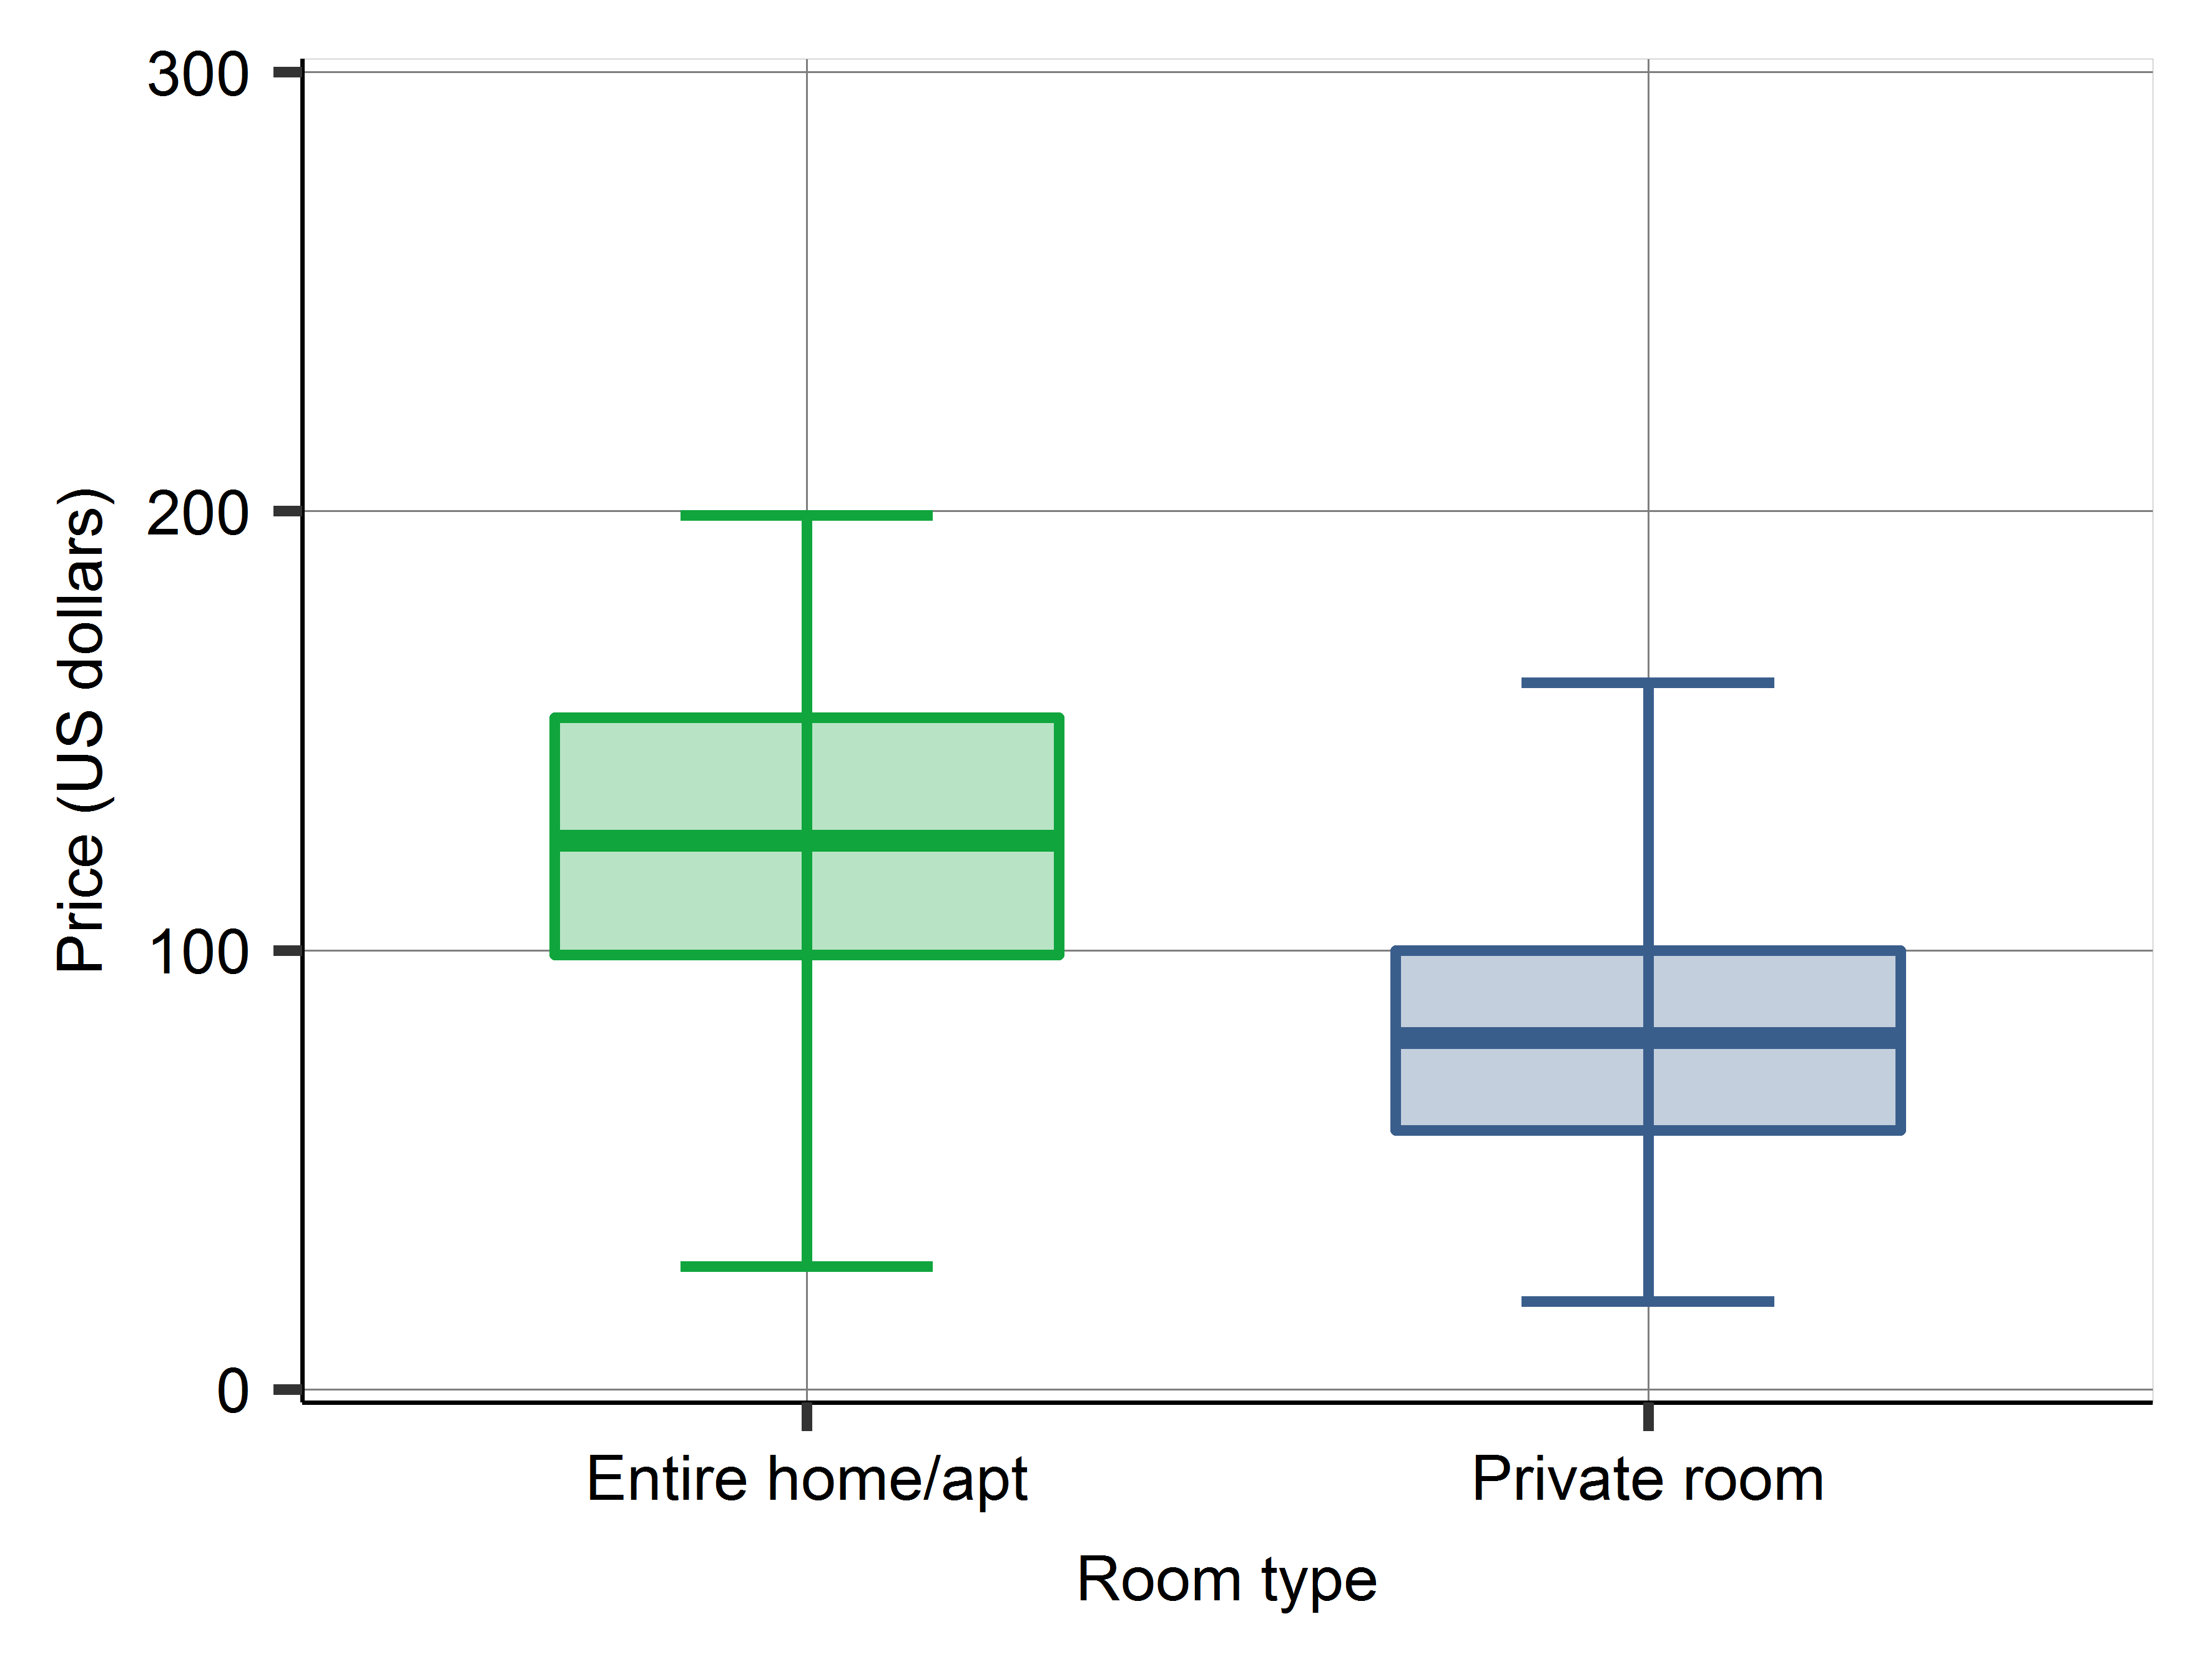 Price (US dollars)
300
200
100
0
Entire home/apt
Private room
Room type